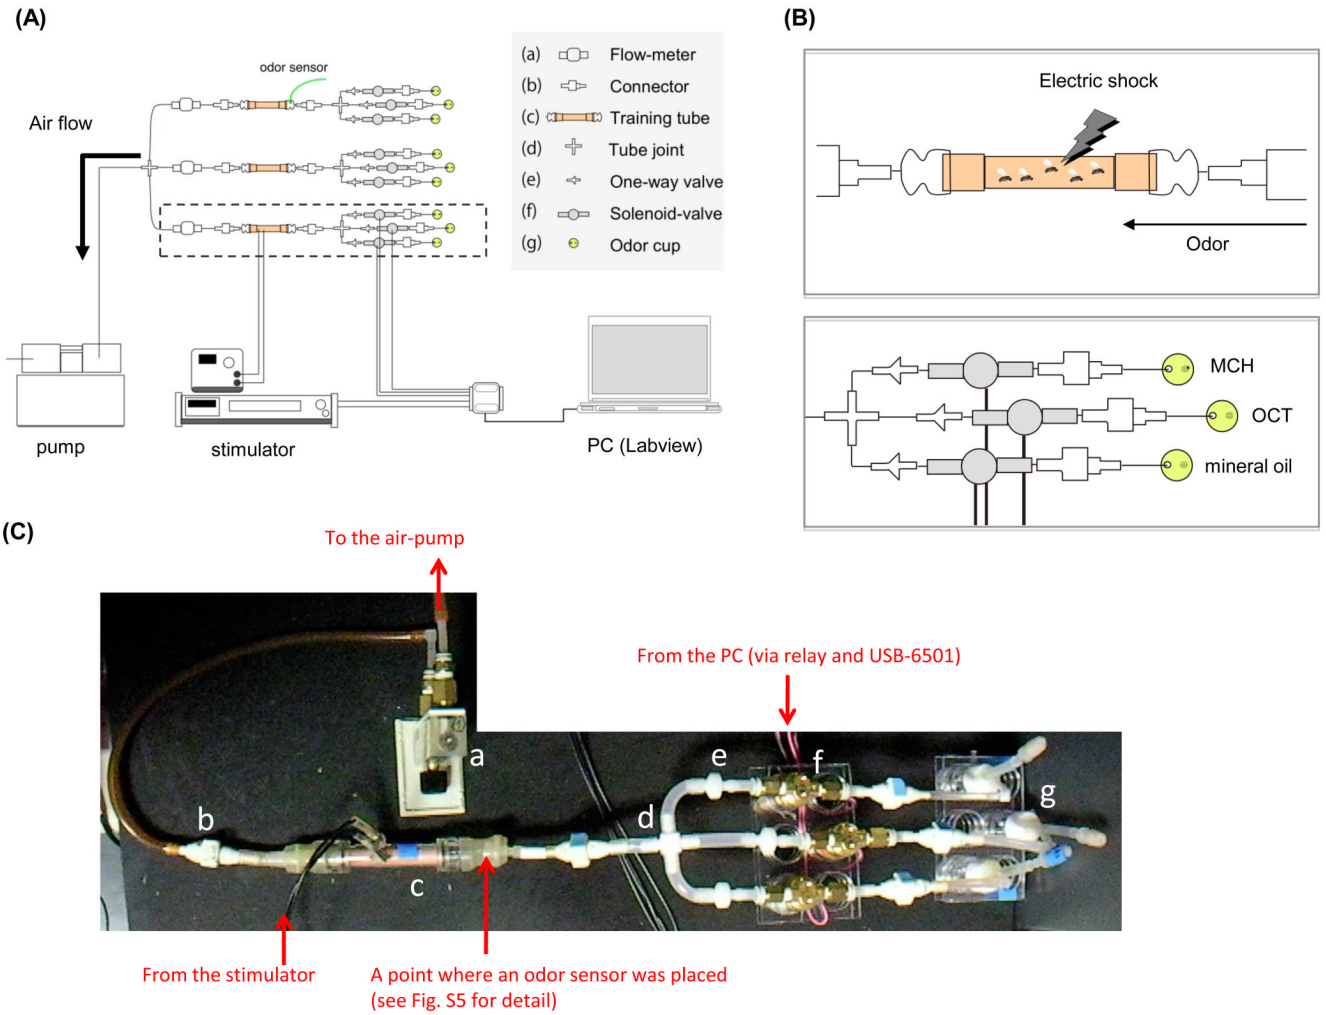 (A)
odor sensor
Air flow
pump
stimulator
PC (Labview)
(a) Flow-meter
(b) Connector
(c) Training tube
(d) Tube joint
(e) One-way valve
(f) Solenoid-valve
(g) Odor cup
(B)
Electric shock
Odor
MCH
OCT
mineral oil
(C)
To the air-pump
From the PC (via relay and USB-6501)
a
b
c
d
e
f
g
From the stimulator
A point where an odor sensor was placed
(see Fig. S5 for detail)